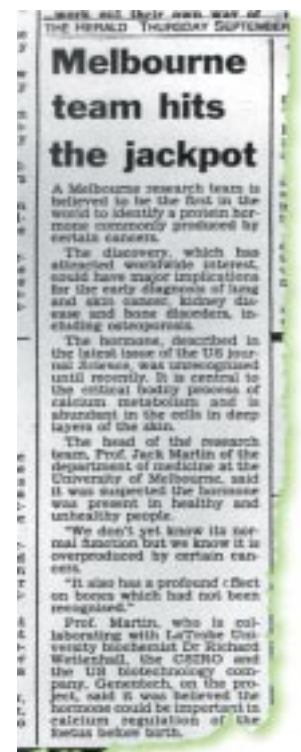 work out their own way of
THE HERALD THURSDAY SEPTEMBER
Melbourne
team hits
the jackpot
A Melbourne research team is
believed to be the first in the
world to identify a protein hor-
mone commonly produced by
certain cancers.
The discovery, which has
attracted worldwide interest,
could have major implications
for the early diagnosis of lung
and skin cancer, kidney dis-
ease and bone disorders, in-
cluding osteoporosis.
The hormone, described in
the latest issue of the US jour-
nal Science, was unrecognised
until recently. It is central to
the critical bodily process of
calcium metabolism and is
abundant in the cells in deep
layers of the skin.
The head of the research
team, Prof. Jack Martin of the
department of medicine at the
University of Melbourne, said
it was suspected the hormone
was present in healthy and
unhealthy people.
"We don't yet know its nor-
mal function but we know it is
overproduced by certain can-
cers.
"It also has a profound effect
on bones which had not been
recognised."
Prof. Martin, who is col-
laborating with LaTrobe Uni-
versity biochemist Dr Richard
Wettenhall, the CSIRO and
the US biotechnology com-
pany, Genentech, on the pro-
ject, said it was believed the
hormone could be important in
calcium regulation of the
foetus before birth.